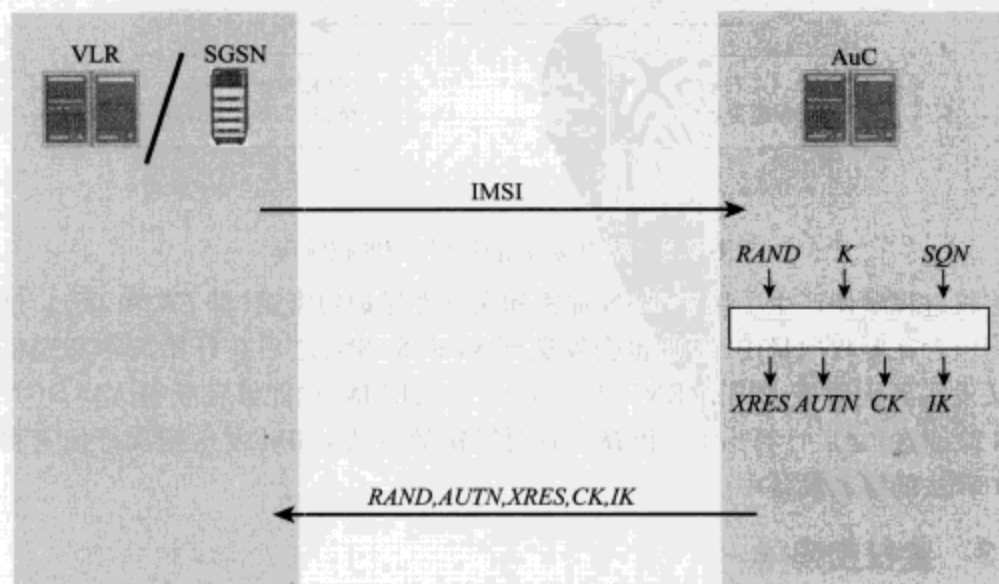 VLR SGSN AuC
IMSI
RAND K SQN
XRES AUTN CK IK
RAND,AUTN,XRES,CK,IK